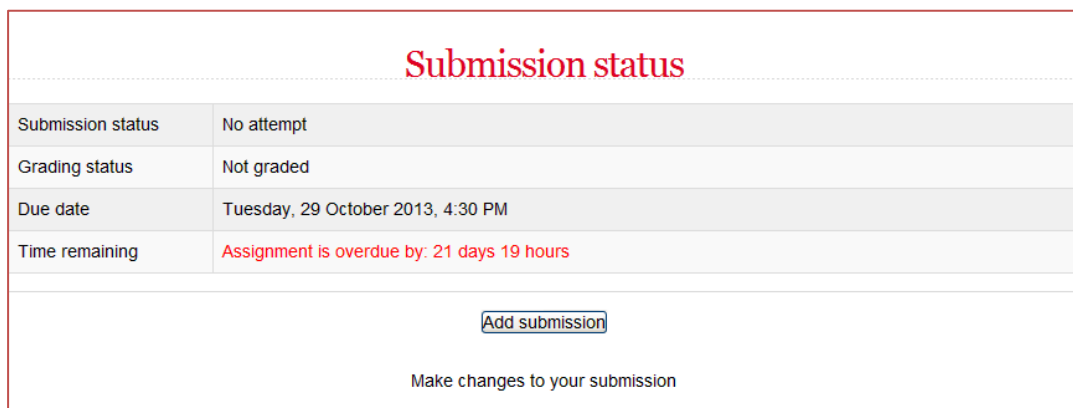 Submission status
Submission status No attempt
Grading status Not graded
Due date Tuesday, 29 October 2013, 4:30 PM
Time remaining Assignment is overdue by: 21 days 19 hours
Add submission
Make changes to your submission